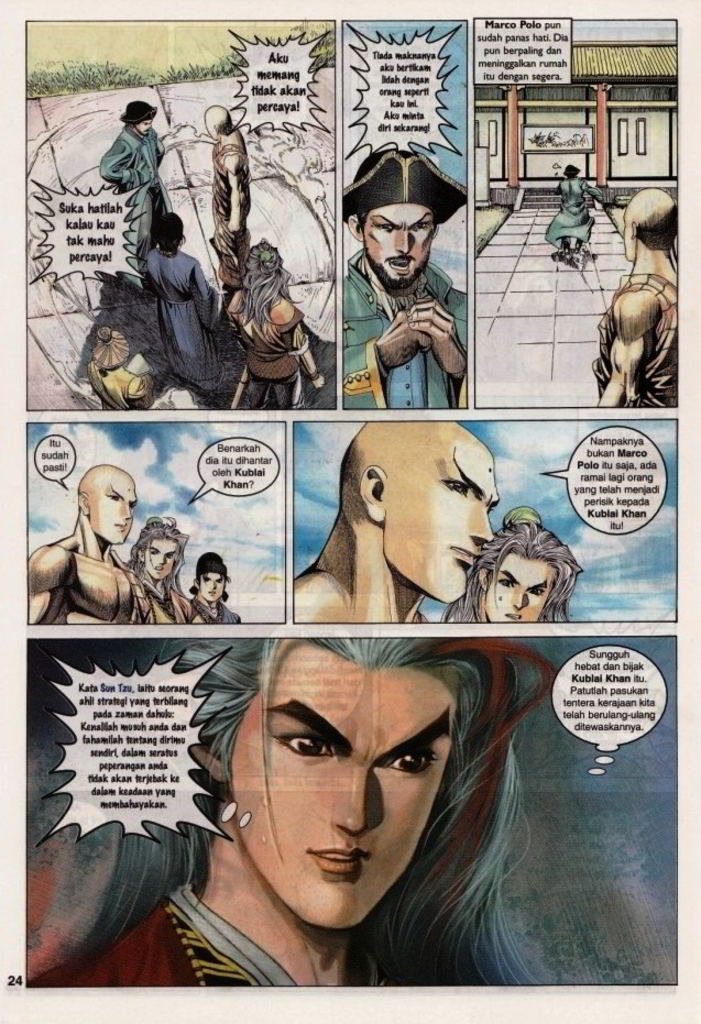 Aku
memang
tidak akan
percaya!
Suka hatilah
kalau kau
tak mahu
percaya!
Tiada maknanya
aku bertikam
lidah dengan
orang seperti
kau ini.
Aku minta
diri sekarang!
Marco Polo pun
sudah panas hati. Dia
pun berpaling dan
meninggalkan rumah
itu dengan segera.
Itu
sudah
pasti!
Benarkah
dia itu dihantar
oleh Kublai
Khan?
Nampaknya
bukan Marco
Polo itu saja, ada
ramai lagi orang
yang telah menjadi
perisik kepada
Kublai Khan
itu!
Kata Sun Tzu, iaitu seorang
ahli strategi yang terbilang
pada zaman dahulu:
Kenalilah musuh anda dan
fahamilah tentang dirimu
sendiri, dalam seratus
peperangan anda
tidak akan terjebak ke
dalam keadaan yang
membahayakan.
Sungguh
hebat dan bijak
Kublai Khan itu.
Patutlah pasukan
tentera kerajaan kita
telah berulang-ulang
ditewaskannya.
24